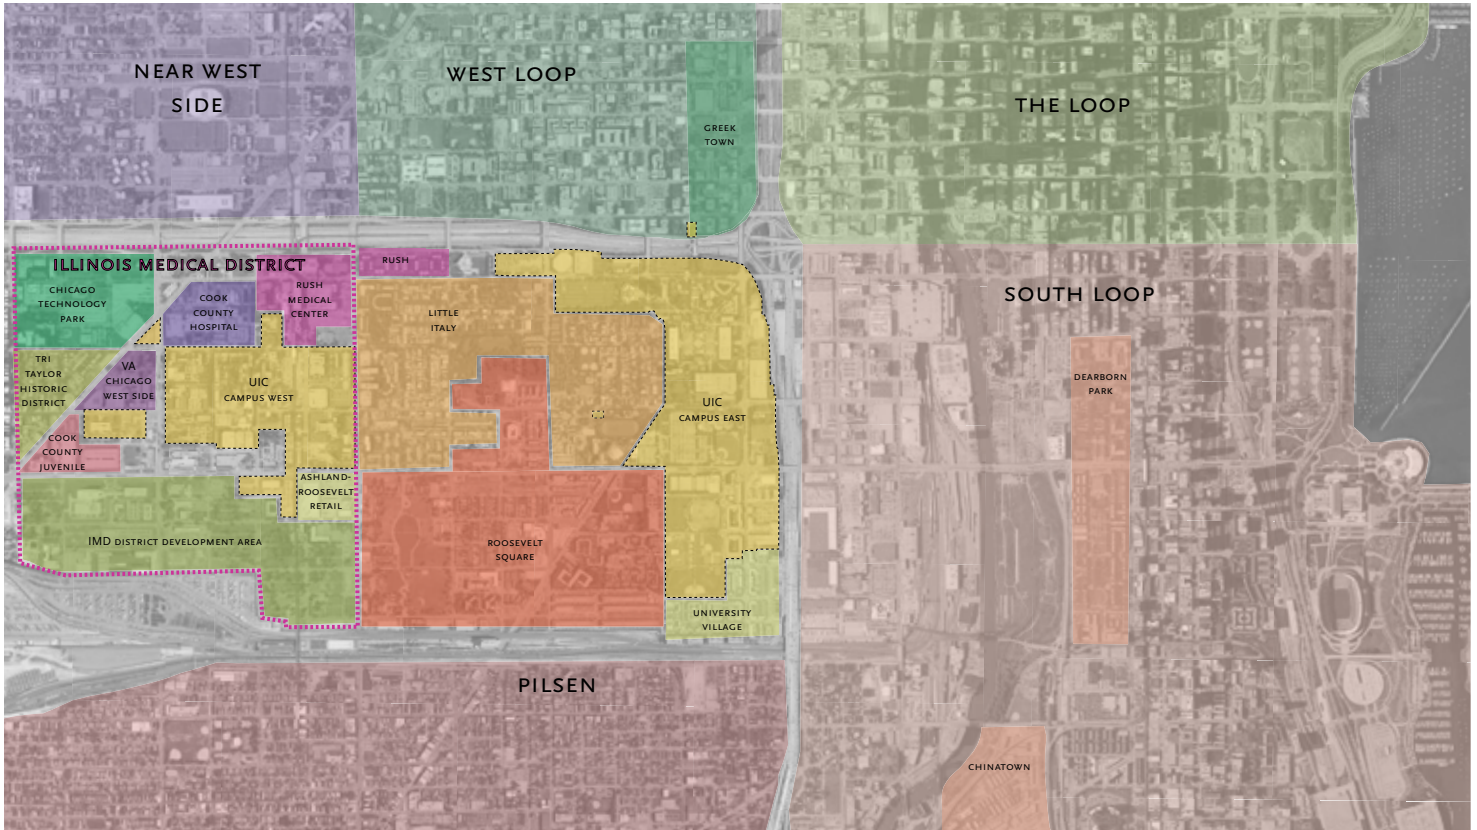 NEAR WEST
SIDE
WEST LOOP
THE LOOP
GREEK
TOWN
ILLINOIS MEDICAL DISTRICT
RUSH
CHICAGO
TECHNOLOGY
PARK
COOK
COUNTY
HOSPITAL
RUSH
MEDICAL
CENTER
LITTLE
ITALY
SOUTH LOOP
TRI
TAYLOR
HISTORIC
DISTRICT
VA
CHICAGO
WEST SIDE
UIC
CAMPUS WEST
UIC
CAMPUS EAST
DEARBORN
PARK
COOK
COUNTY
JUVENILE
ASHLAND-
ROOSEVELT
RETAIL
IMD DISTRICT DEVELOPMENT AREA
ROOSEVELT
SQUARE
UNIVERSITY
VILLAGE
PILSEN
CHINATOWN